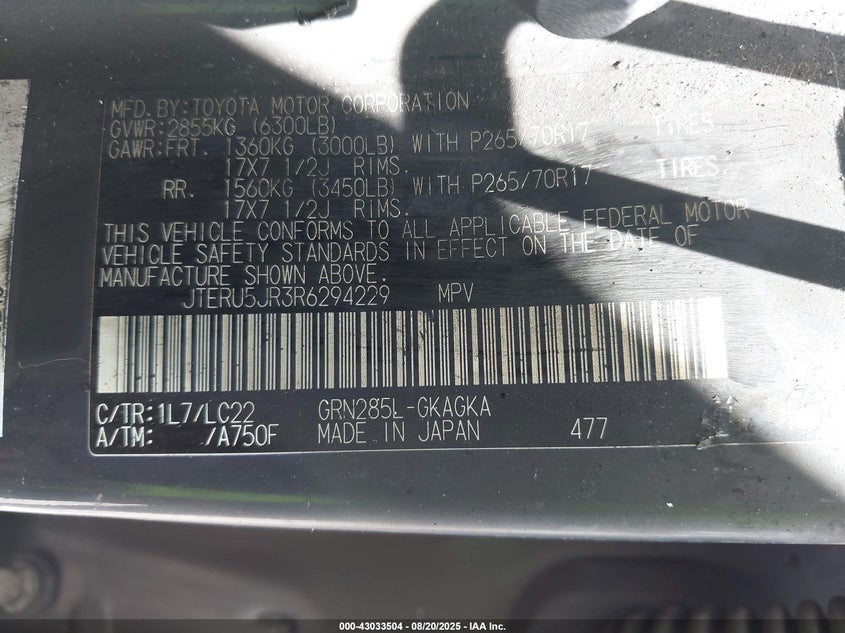 MFD.BY:TOYOTA MOTOR CORPORATION
GVWR:2855KG (6300LB)
GAWR:FRT. 1360KG (3000LB) WITH P265/70R17 TIRES.
17X7 1/2J RIMS.
RR. 1560KG (3450LB) WITH P265/70R17 TIRES.
17X7 1/2J RIMS.
THIS VEHICLE CONFORMS TO ALL APPLICABLE FEDERAL MOTOR
VEHICLE SAFETY STANDARDS IN EFFECT ON THE DATE OF
MANUFACTURE SHOWN ABOVE.
JTERU5JR3R6294229 MPV
C/TR:1L7/LC22 GRN285L-GKAGKA
A/TM: /A750F MADE IN JAPAN 477
000-43033504 - 08/20/2025 - IAA Inc.